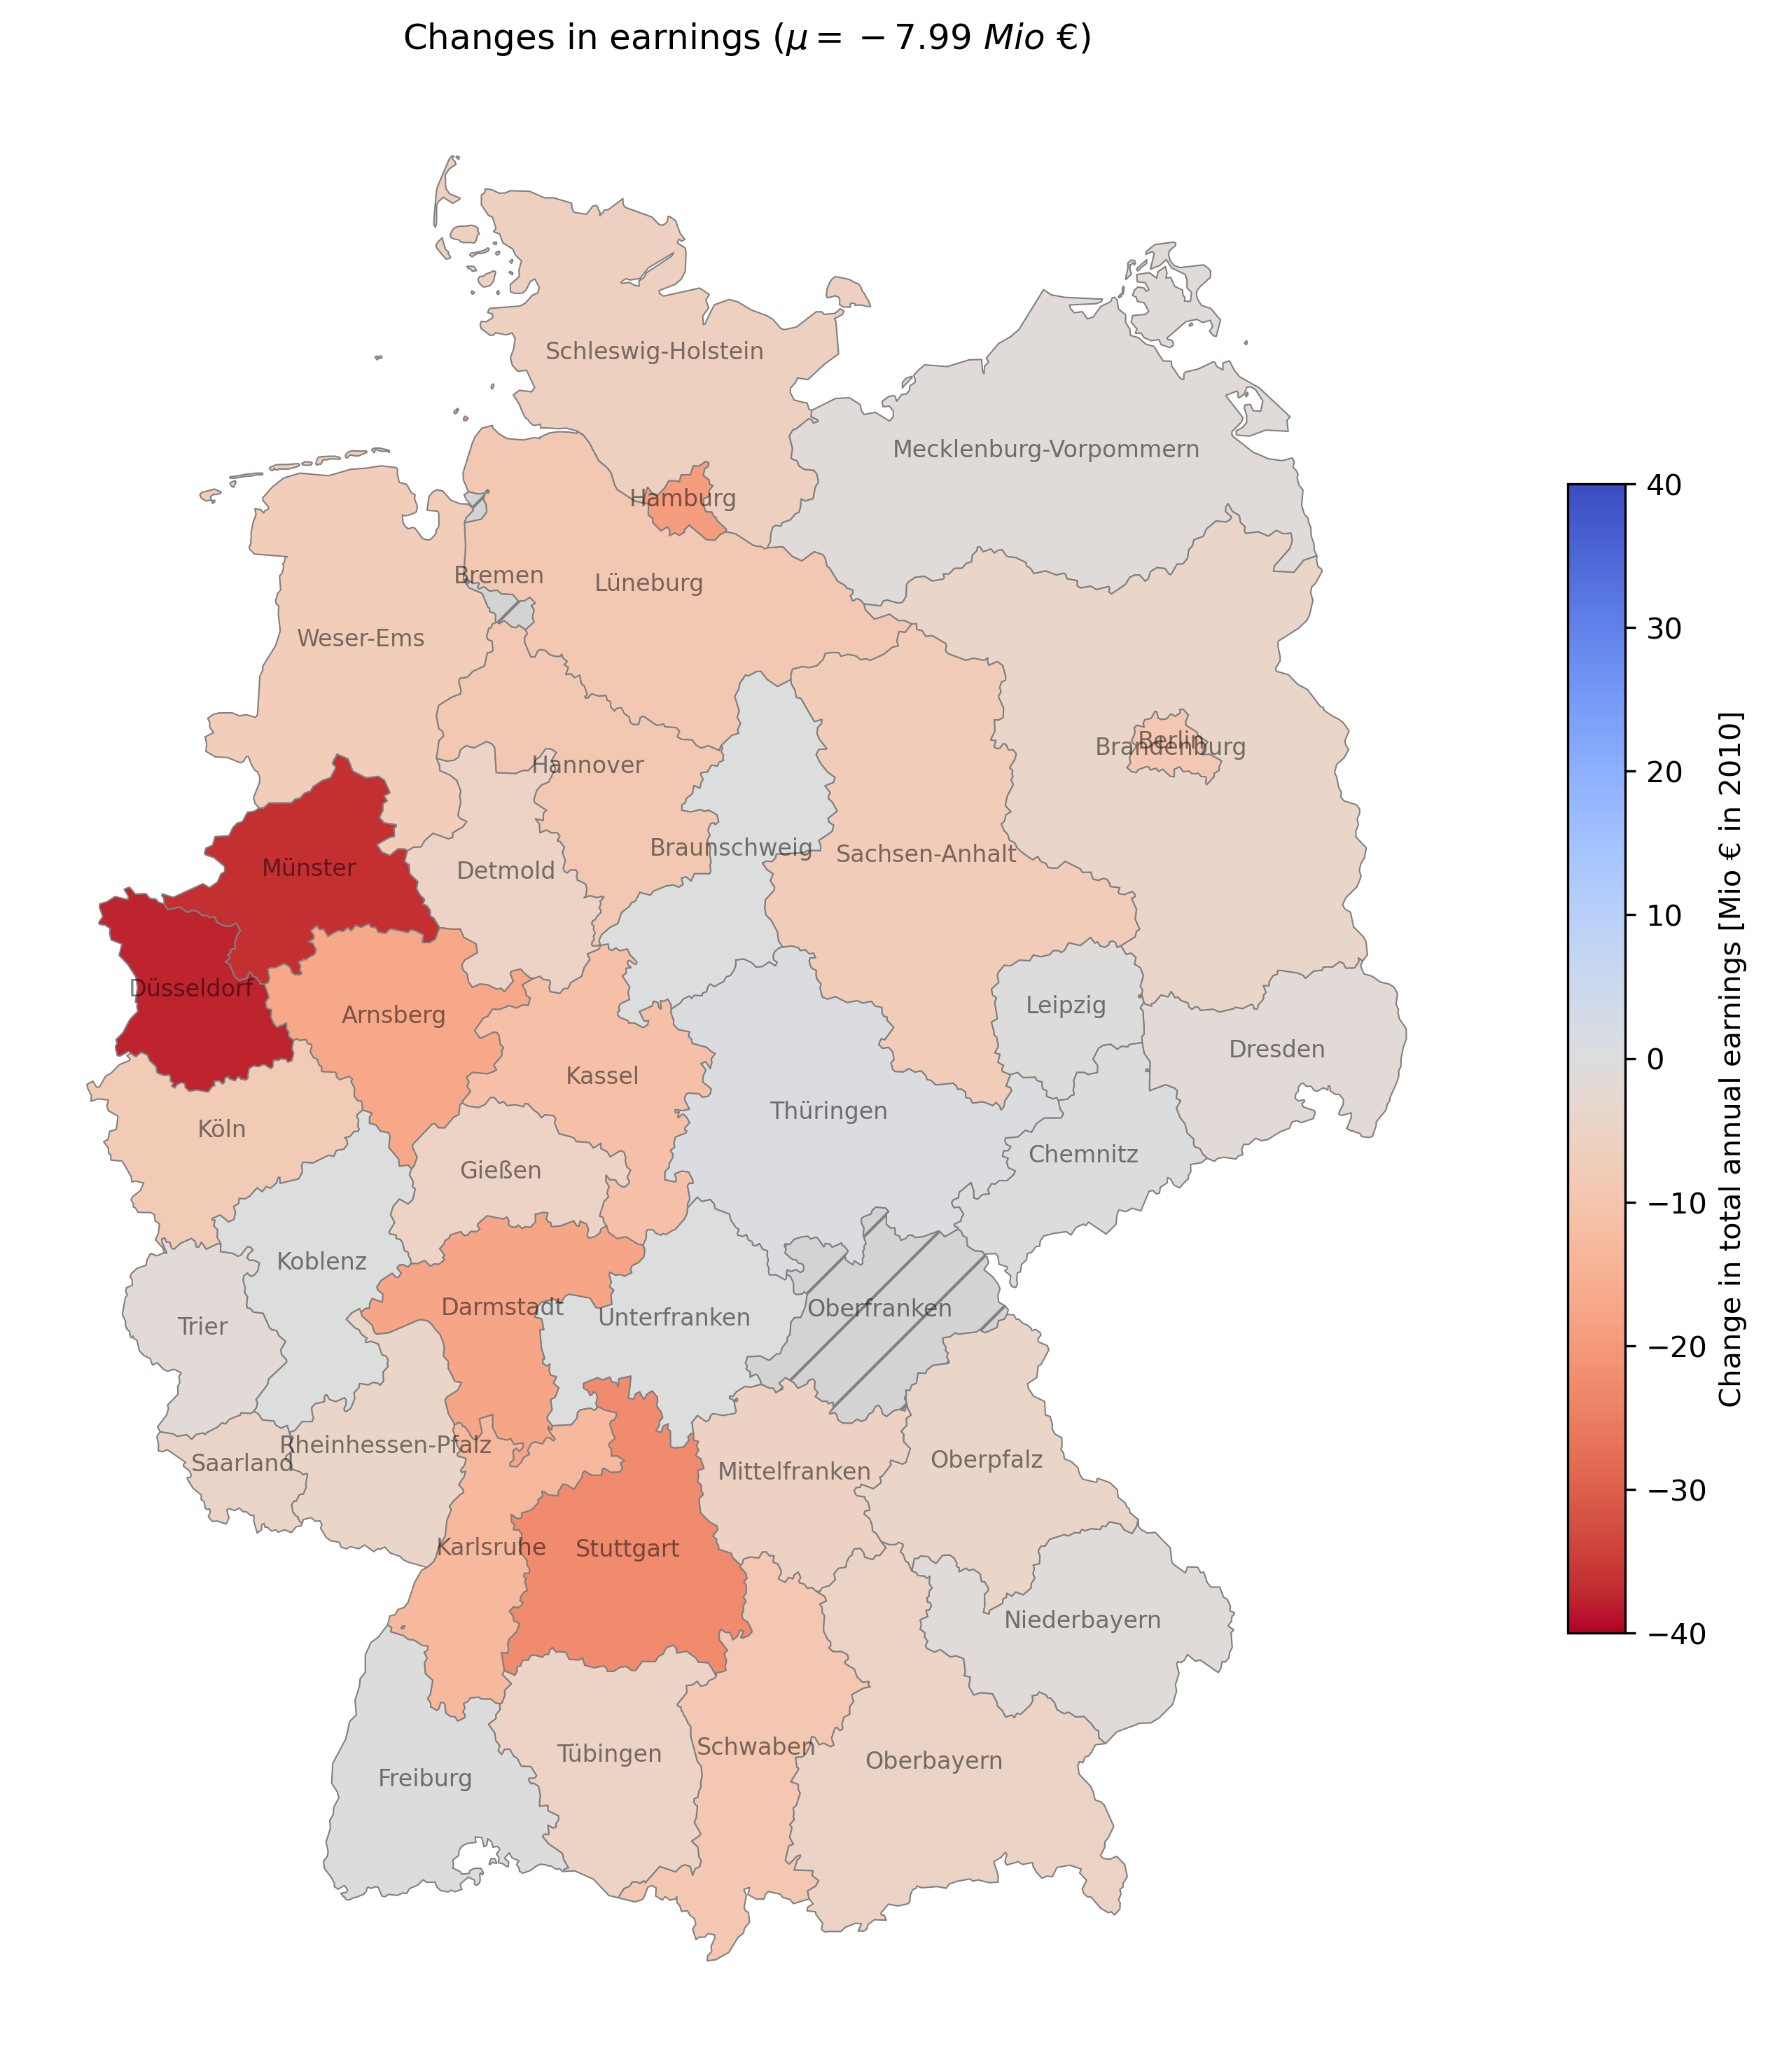 Changes in earnings (μ = −7.99 Mio €)
Schleswig-Holstein
Mecklenburg-Vorpommern
Hamburg
Bremen
Lüneburg
Weser-Ems
Berlin
Brandenburg
Hannover
Braunschweig
Sachsen-Anhalt
Münster
Detmold
Düsseldorf
Arnsberg
Leipzig
Dresden
Kassel
Thüringen
Köln
Chemnitz
Gießen
Koblenz
Darmstadt
Unterfranken
Oberfranken
Trier
Rheinhessen-Pfalz
Saarland
Mittelfranken
Oberpfalz
Karlsruhe
Stuttgart
Niederbayern
Tübingen
Schwaben
Oberbayern
Freiburg
40
30
20
10
0
−10
−20
−30
−40
Change in total annual earnings [Mio € in 2010]